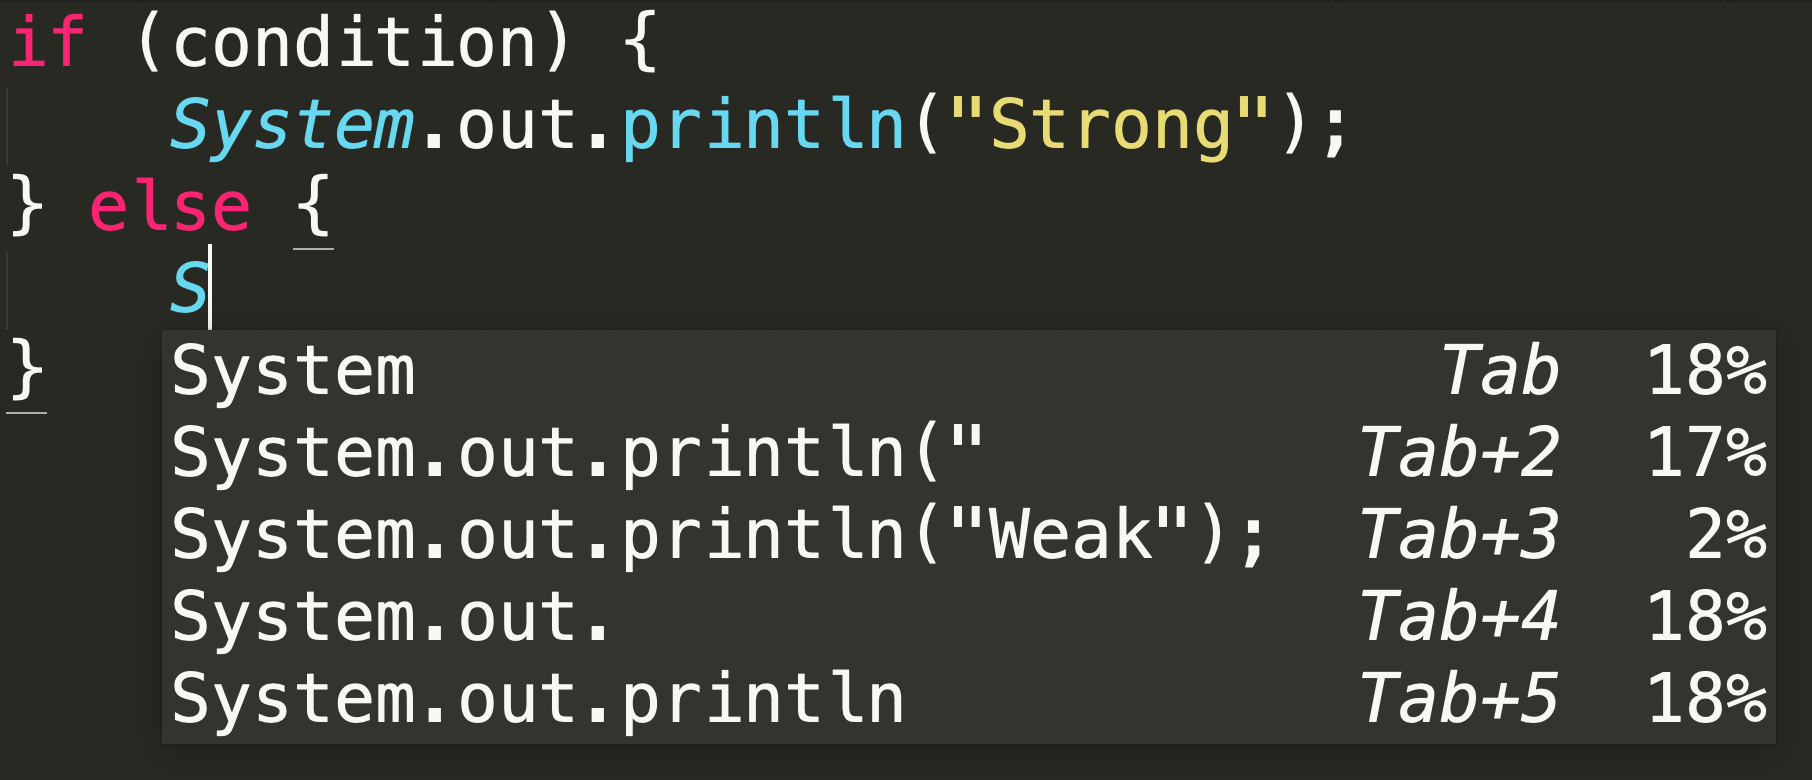 if (condition) {
    System.out.println("Strong");
} else {
    S
}
System Tab 18%
System.out.println(" Tab+2 17%
System.out.println("Weak"); Tab+3 2%
System.out. Tab+4 18%
System.out.println Tab+5 18%